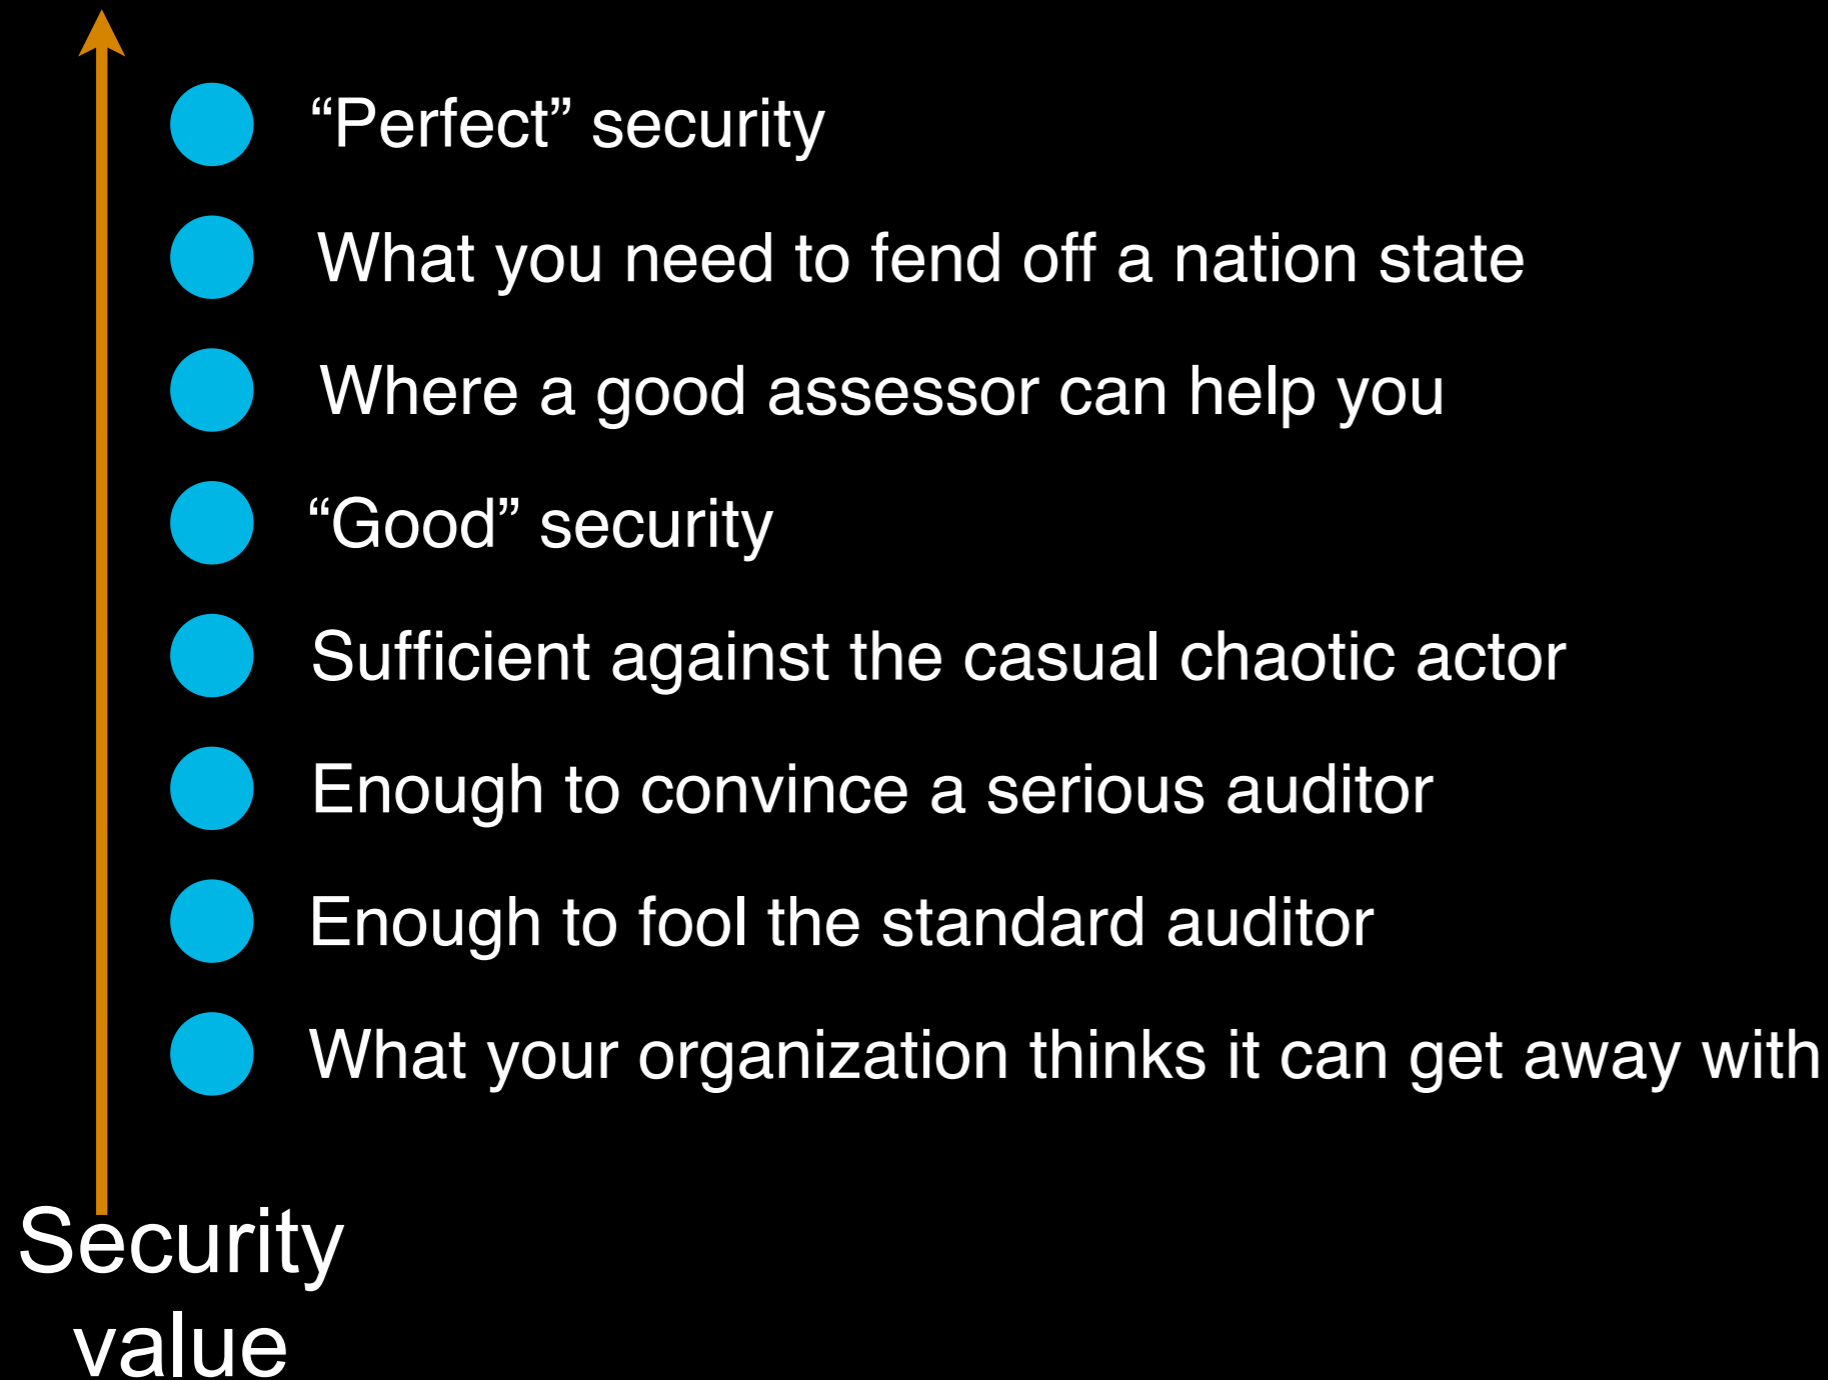 “Perfect” security
What you need to fend off a nation state
Where a good assessor can help you
“Good” security
Sufficient against the casual chaotic actor
Enough to convince a serious auditor
Enough to fool the standard auditor
What your organization thinks it can get away with
Security
value